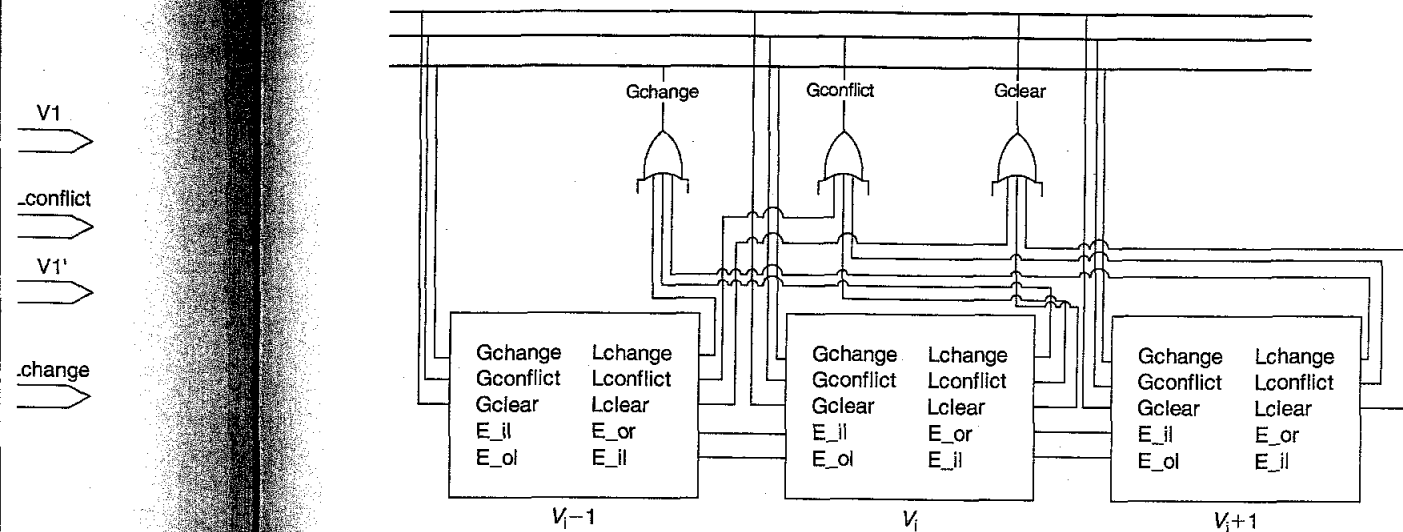 V1
_conflict
V1'
.change
Gchange
Gconflict
Gclear
Gchange Lchange
Gconflict Lconflict
Gclear Lclear
E_il E_or
E_ol E_il
Gchange Lchange
Gconflict Lconflict
Gclear Lclear
E_il E_or
E_ol E_il
Gchange Lchange
Gconflict Lconflict
Gclear Lclear
E_il E_or
E_ol E_il
Vi−1
Vi
Vi+1